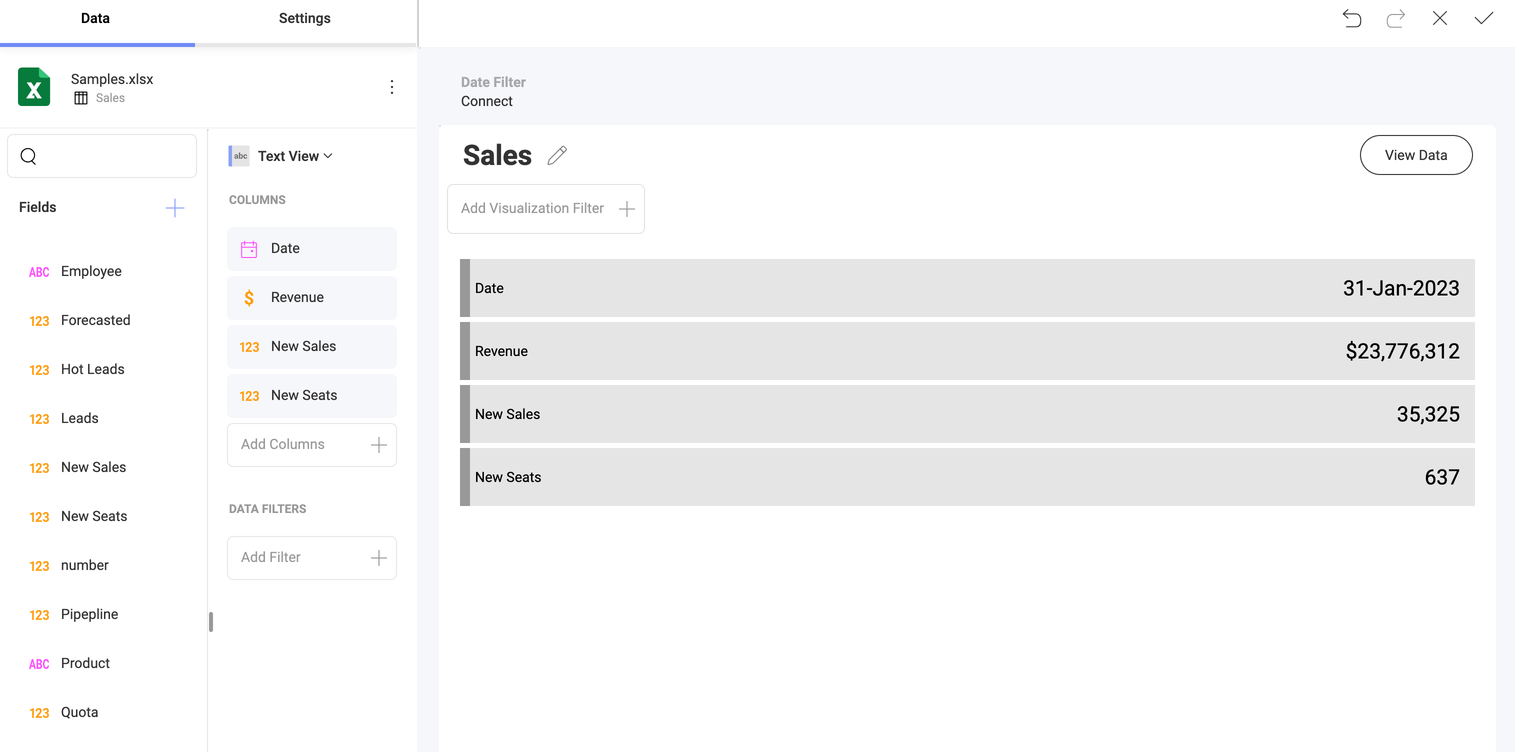 Data
Settings
Samples.xlsx
Sales
Fields
ABC Employee
123 Forecasted
123 Hot Leads
123 Leads
123 New Sales
123 New Seats
123 number
123 Pipepline
ABC Product
123 Quota
abc Text View
COLUMNS
Date
$ Revenue
123 New Sales
123 New Seats
Add Columns
DATA FILTERS
Add Filter
Date Filter
Connect
Sales
View Data
Add Visualization Filter
Date 31-Jan-2023
Revenue $23,776,312
New Sales 35,325
New Seats 637